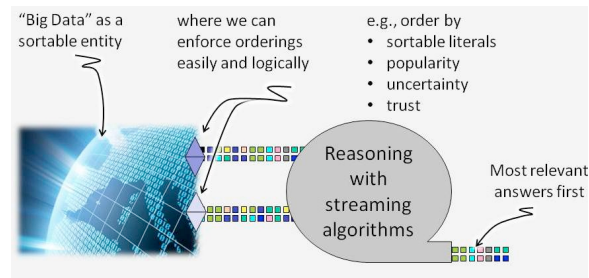 “Big Data” as a
sortable entity
where we can
enforce orderings
easily and logically
e.g., order by
• sortable literals
• popularity
• uncertainty
• trust
Reasoning
with
streaming
algorithms
Most relevant
answers first